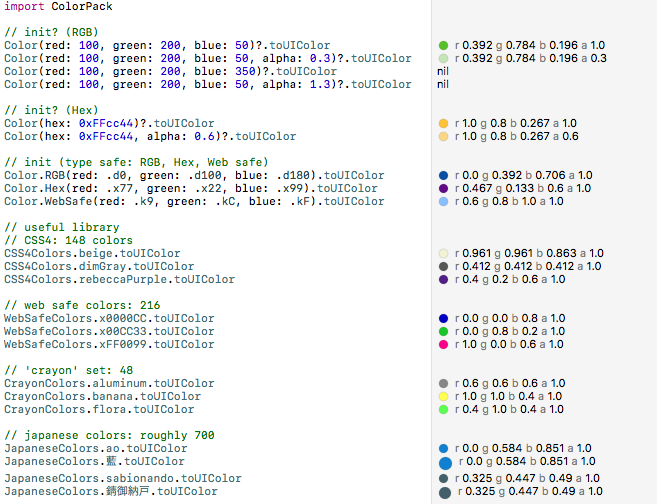 import ColorPack
// init? (RGB)
Color(red: 100, green: 200, blue: 50)?.toUIColor r 0.392 g 0.784 b 0.196 a 1.0
Color(red: 100, green: 200, blue: 50, alpha: 0.3)?.toUIColor r 0.392 g 0.784 b 0.196 a 0.3
Color(red: 100, green: 200, blue: 350)?.toUIColor nil
Color(red: 100, green: 200, blue: 50, alpha: 1.3)?.toUIColor nil
// init? (Hex)
Color(hex: 0xFFcc44)?.toUIColor r 1.0 g 0.8 b 0.267 a 1.0
Color(hex: 0xFFcc44, alpha: 0.6)?.toUIColor r 1.0 g 0.8 b 0.267 a 0.6
// init (type safe: RGB, Hex, Web safe)
Color.RGB(red: .d0, green: .d100, blue: .d180).toUIColor r 0.0 g 0.392 b 0.706 a 1.0
Color.Hex(red: .x77, green: .x22, blue: .x99).toUIColor r 0.467 g 0.133 b 0.6 a 1.0
Color.WebSafe(red: .k9, green: .kC, blue: .kF).toUIColor r 0.6 g 0.8 b 1.0 a 1.0
// useful library
// CSS4: 148 colors
CSS4Colors.beige.toUIColor r 0.961 g 0.961 b 0.863 a 1.0
CSS4Colors.dimGray.toUIColor r 0.412 g 0.412 b 0.412 a 1.0
CSS4Colors.rebeccaPurple.toUIColor r 0.4 g 0.2 b 0.6 a 1.0
// web safe colors: 216
WebSafeColors.x0000CC.toUIColor r 0.0 g 0.0 b 0.8 a 1.0
WebSafeColors.x00CC33.toUIColor r 0.0 g 0.8 b 0.2 a 1.0
WebSafeColors.xFF0099.toUIColor r 1.0 g 0.0 b 0.6 a 1.0
// 'crayon' set: 48
CrayonColors.aluminum.toUIColor r 0.6 g 0.6 b 0.6 a 1.0
CrayonColors.banana.toUIColor r 1.0 g 1.0 b 0.4 a 1.0
CrayonColors.flora.toUIColor r 0.4 g 1.0 b 0.4 a 1.0
// japanese colors: roughly 700
JapaneseColors.ao.toUIColor r 0.0 g 0.584 b 0.851 a 1.0
JapaneseColors.藍.toUIColor r 0.0 g 0.584 b 0.851 a 1.0
JapaneseColors.sabionando.toUIColor r 0.325 g 0.447 b 0.49 a 1.0
JapaneseColors.錆御納戸.toUIColor r 0.325 g 0.447 b 0.49 a 1.0